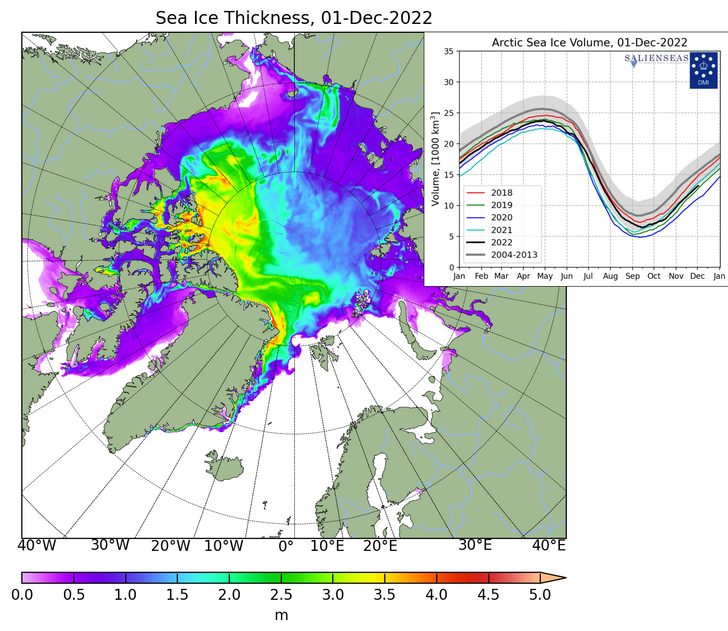 Sea Ice Thickness, 01-Dec-2022
Arctic Sea Ice Volume, 01-Dec-2022
SALIENSEAS
DMI
Volume, [1000 km³]
35
30
25
20
15
10
5
0
2018
2019
2020
2021
2022
2004-2013
Jan Feb Mar Apr May Jun Jul Aug Sep Oct Nov Dec Jan
40°W 30°W 20°W 10°W 0° 10°E 20°E 30°E 40°E
0.0 0.5 1.0 1.5 2.0 2.5 3.0 3.5 4.0 4.5 5.0
m